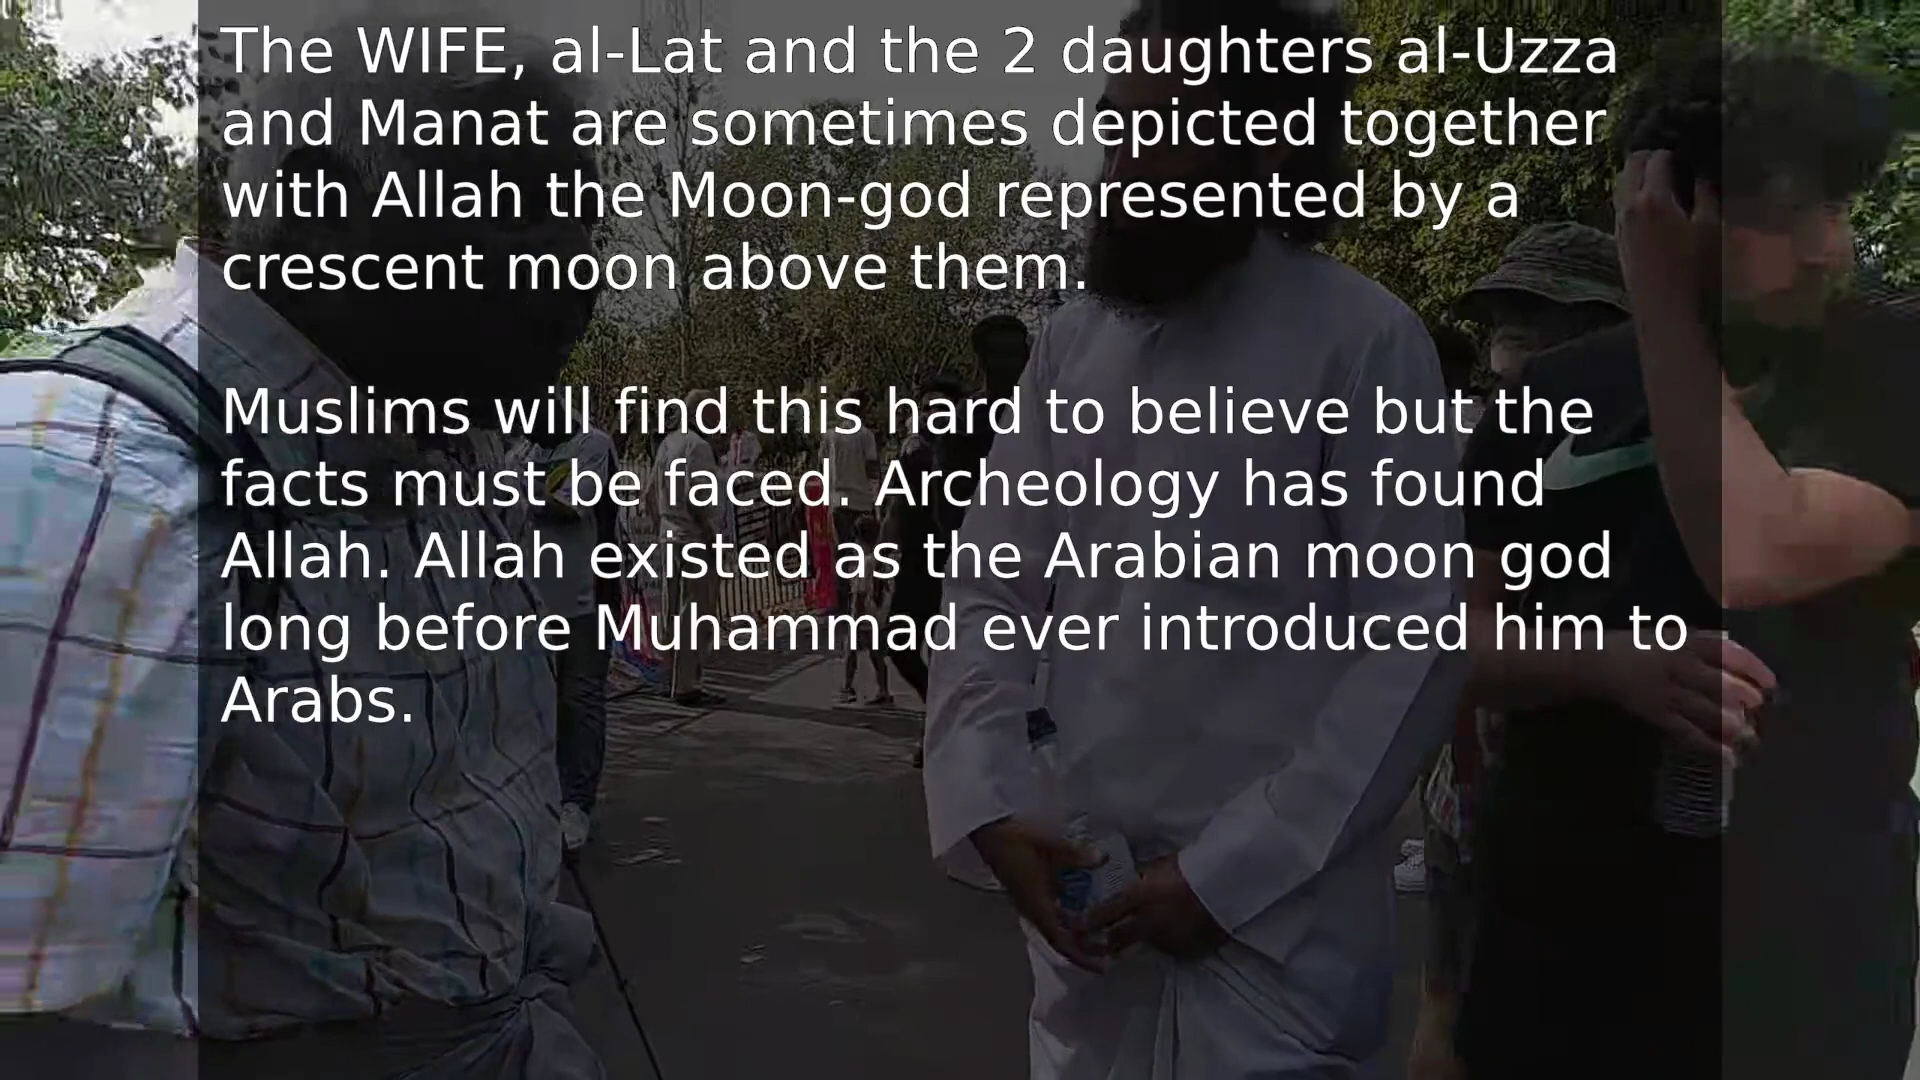 The WIFE, al-Lat and the 2 daughters al-Uzza
and Manat are sometimes depicted together
with Allah the Moon-god represented by a
crescent moon above them.
Muslims will find this hard to believe but the
facts must be faced. Archeology has found
Allah. Allah existed as the Arabian moon god
long before Muhammad ever introduced him to
Arabs.